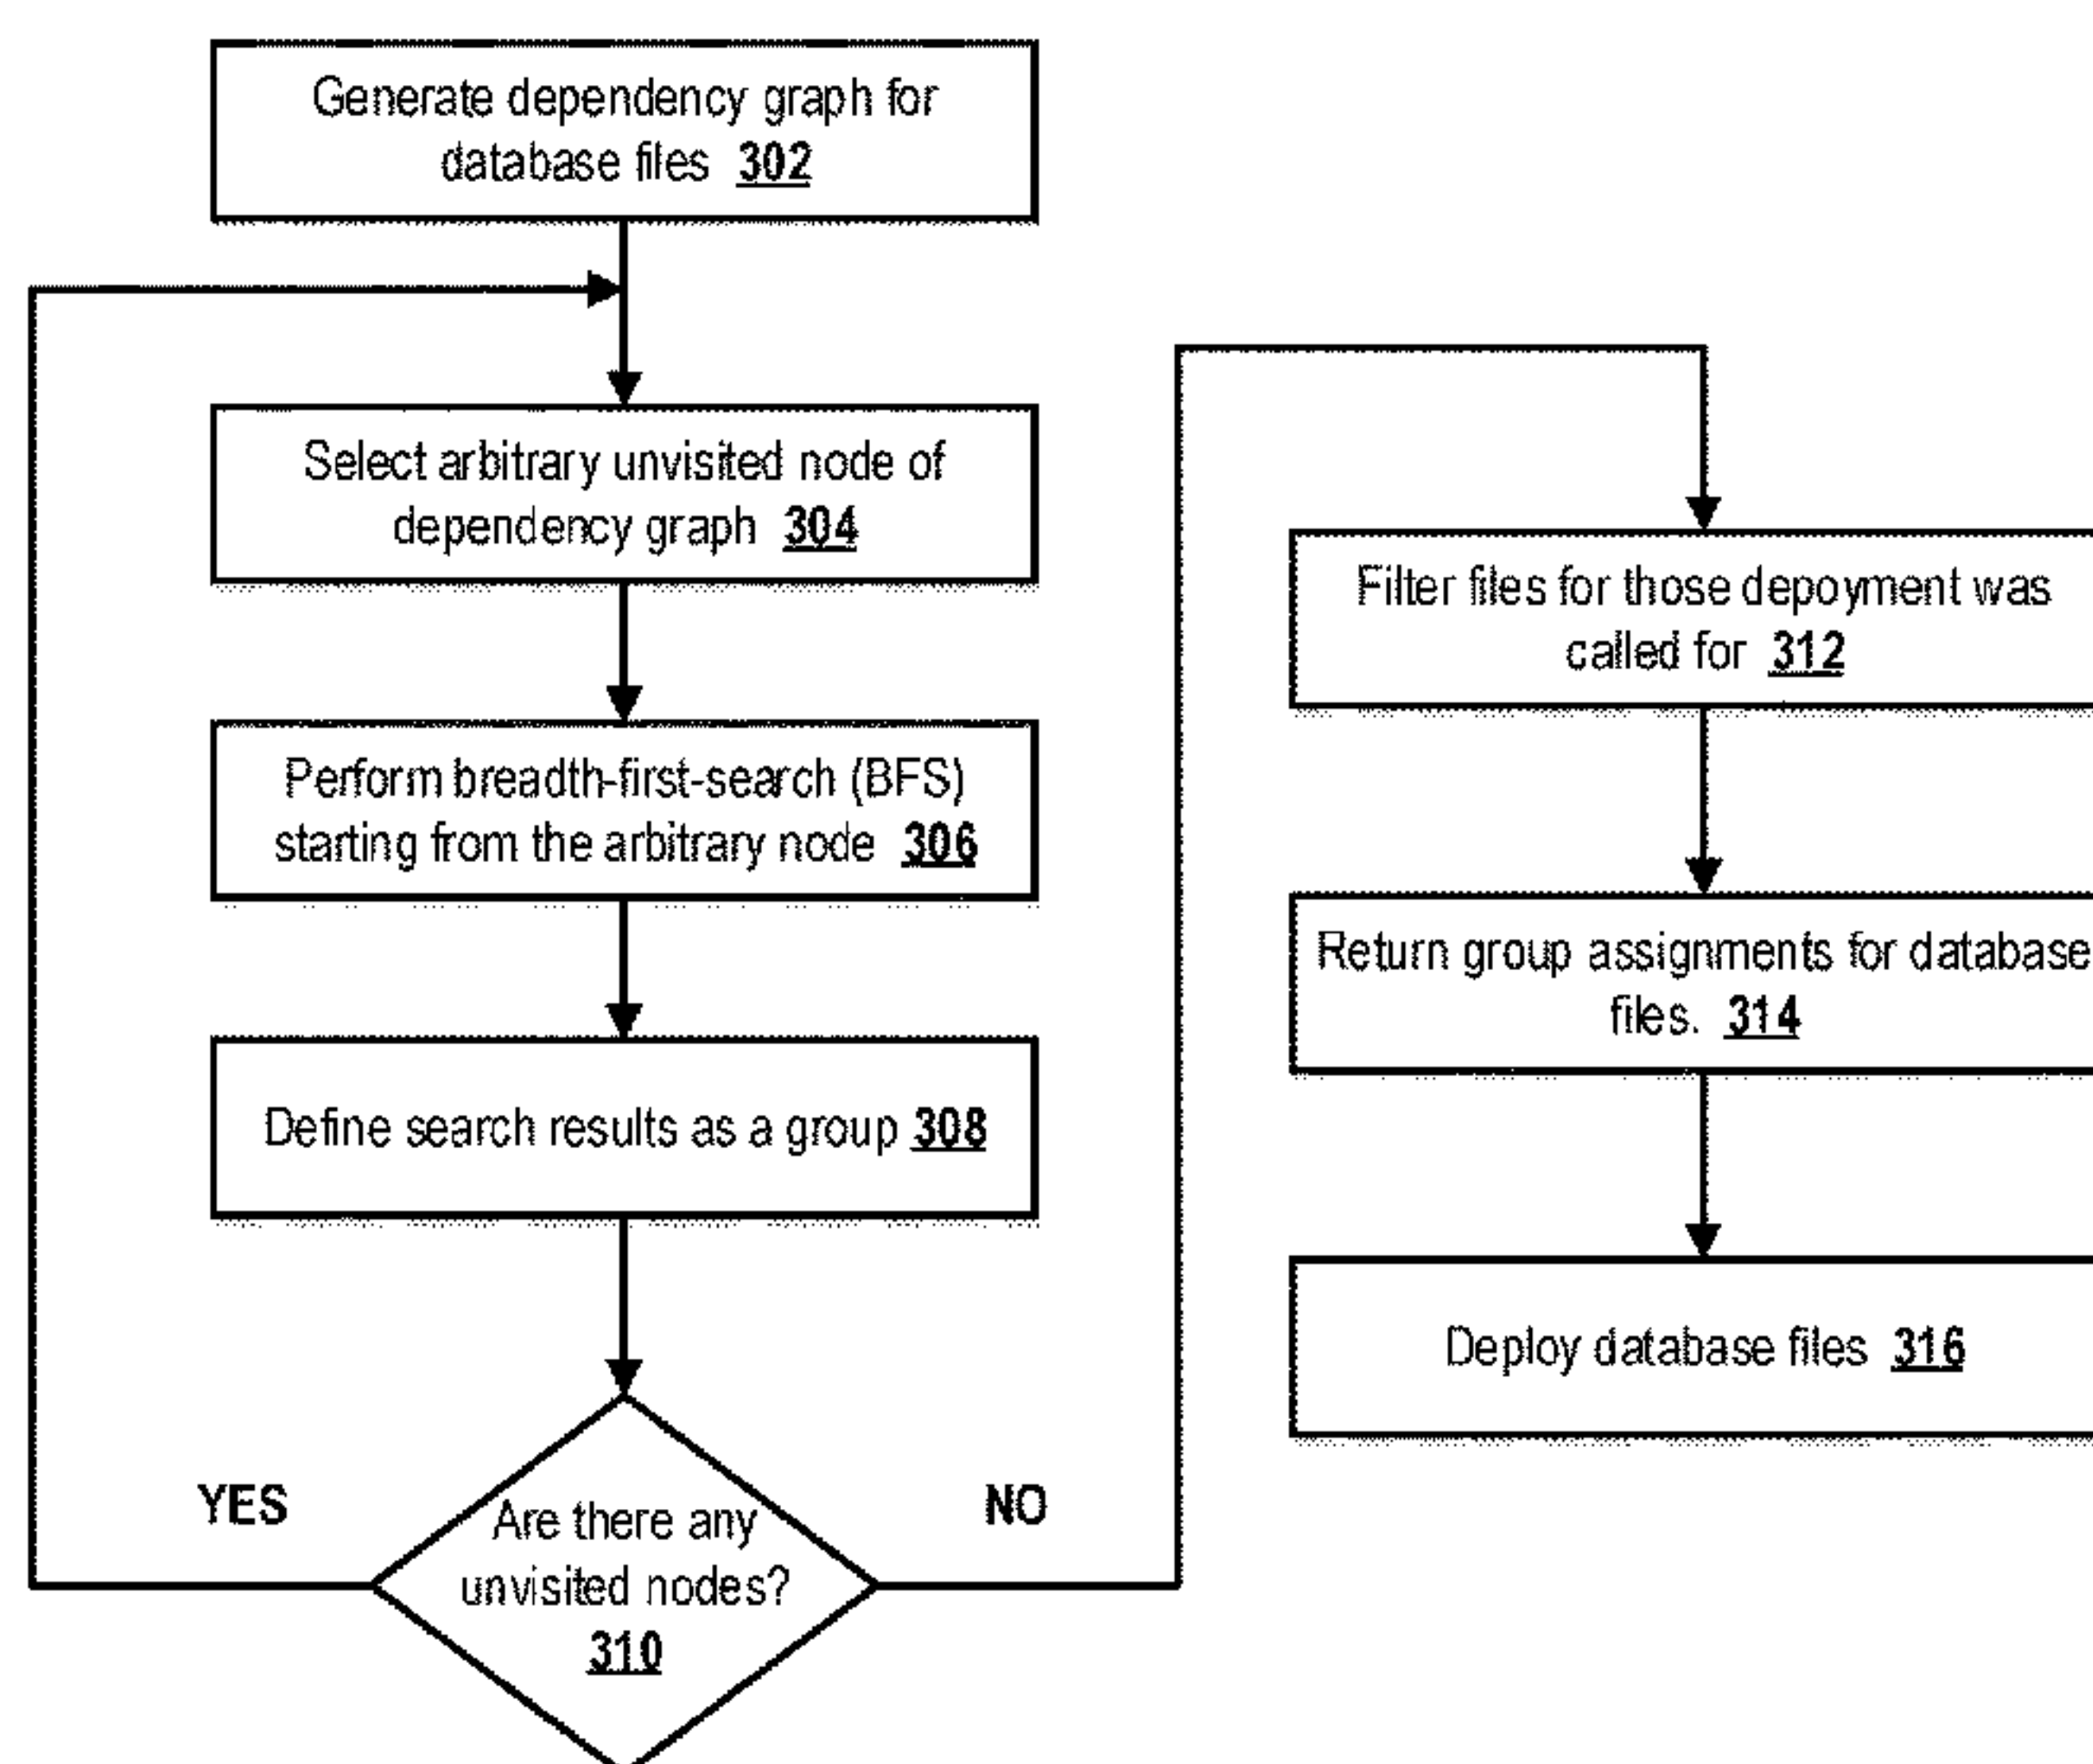 Generate dependency graph for
database files 302
Select arbitrary unvisited node of
dependency graph 304
Perform breadth-first-search (BFS)
starting from the arbitrary node 306
Define search results as a group 308
YES
Are there any
unvisited nodes?
310
NO
Filter files for those depoyment was
called for 312
Return group assignments for database
files. 314
Deploy database files 316